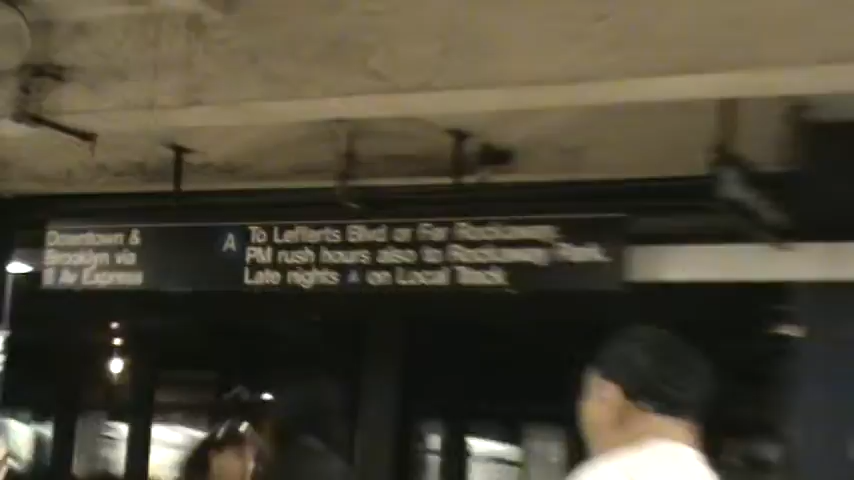 Downtown &
Brooklyn via
8 Av Express
A
To Lefferts Blvd or Far Rockaway
PM rush hours also to Rockaway Park.
Late nights A on Local Track.